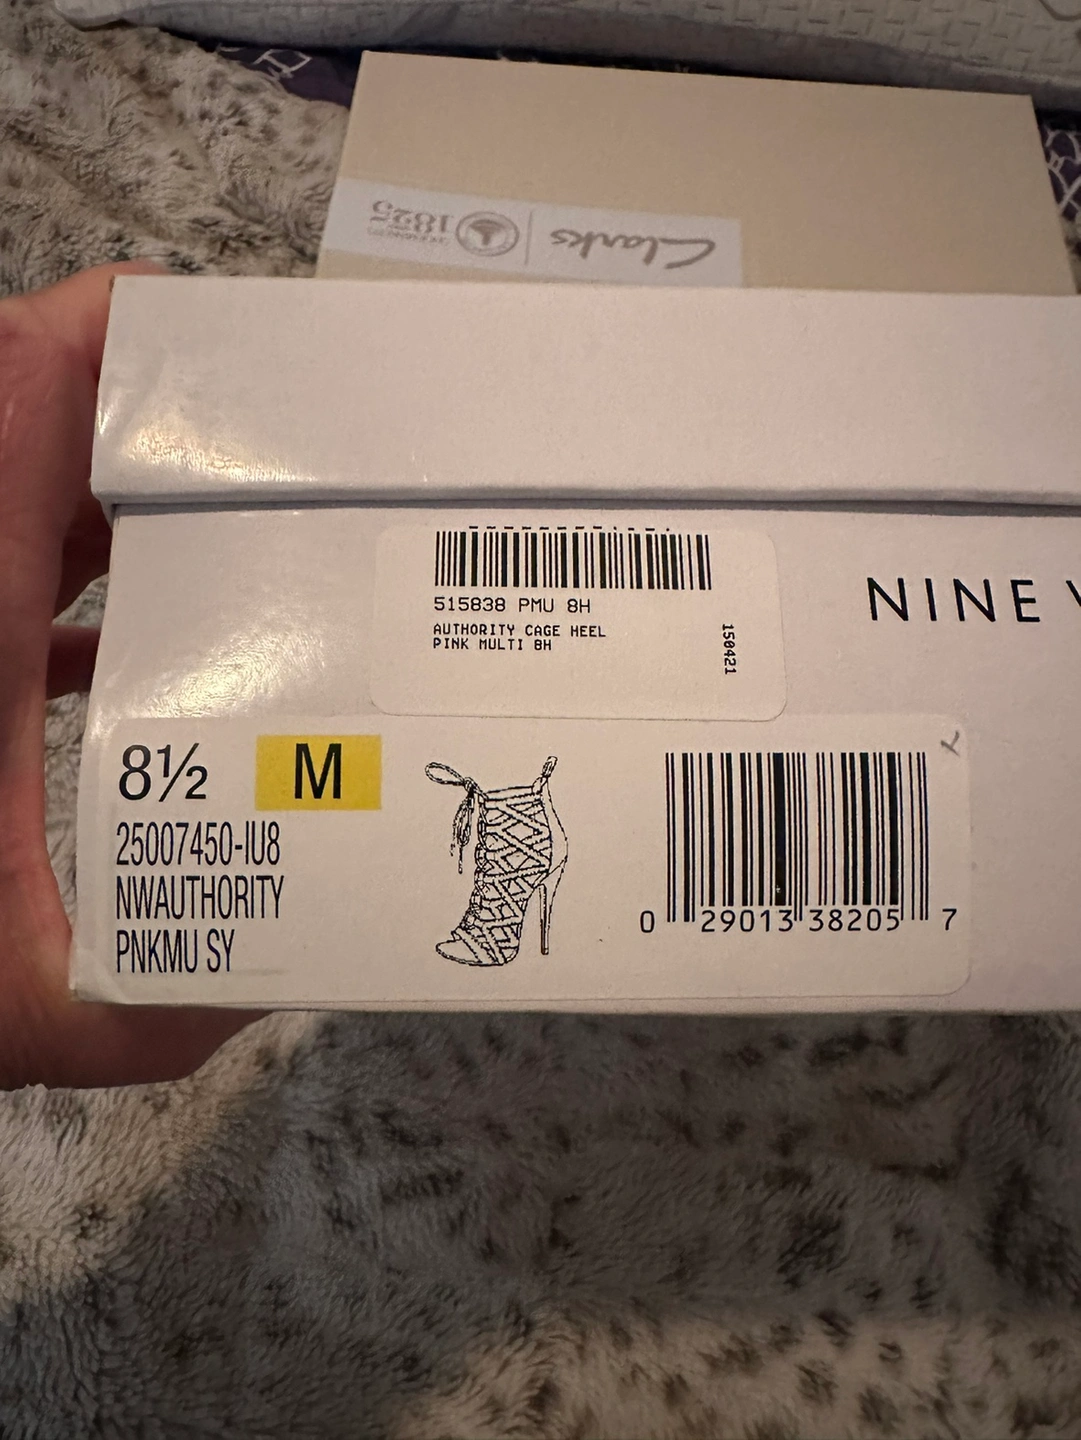 Clarks
1825
515838 PMU 8H
AUTHORITY CAGE HEEL
PINK MULTI 8H
150421
NINE
8½ M
25007450-IU8
NWAUTHORITY
PNKMU SY
0 29013 38205 7